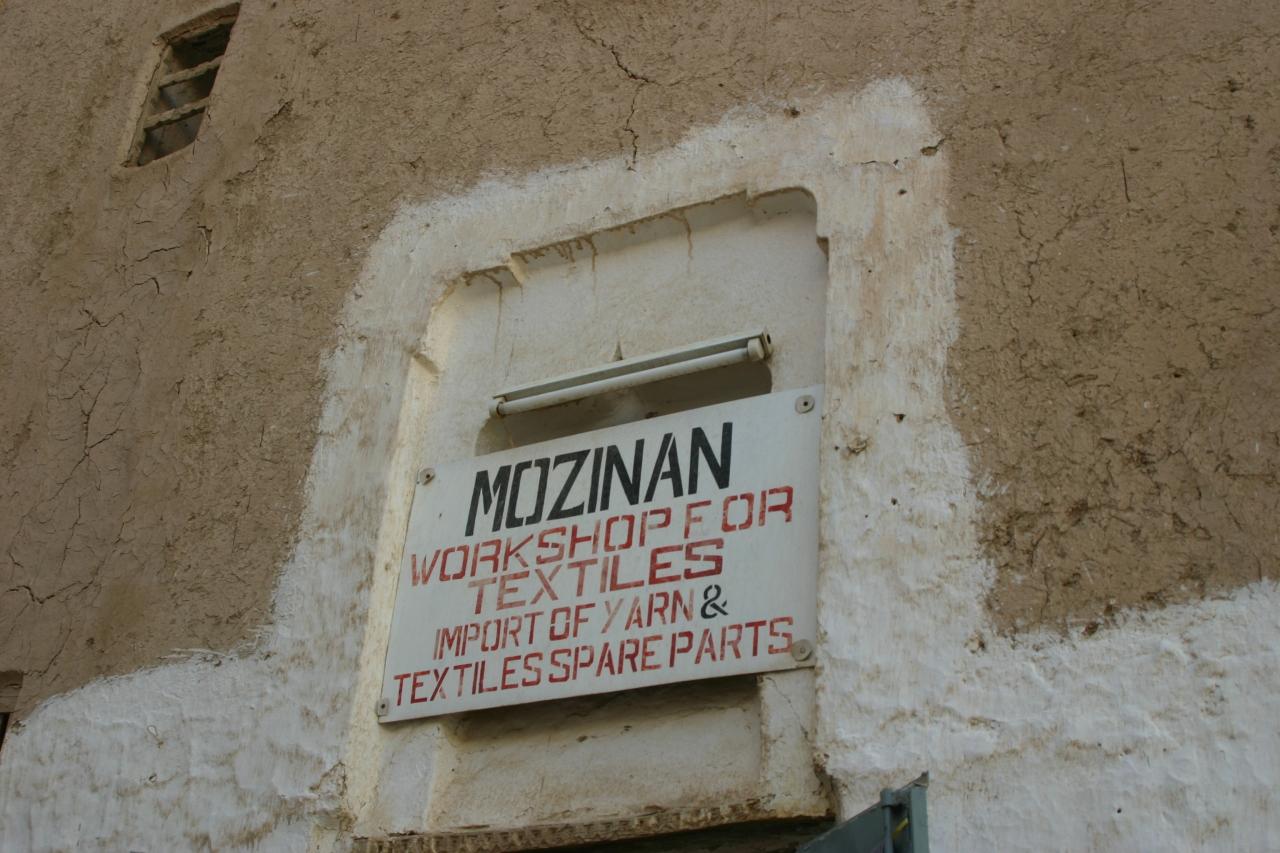 MOZINAN
WORKSHOP FOR
TEXTILES
IMPORT OF YARN &
TEXTILES SPARE PARTS